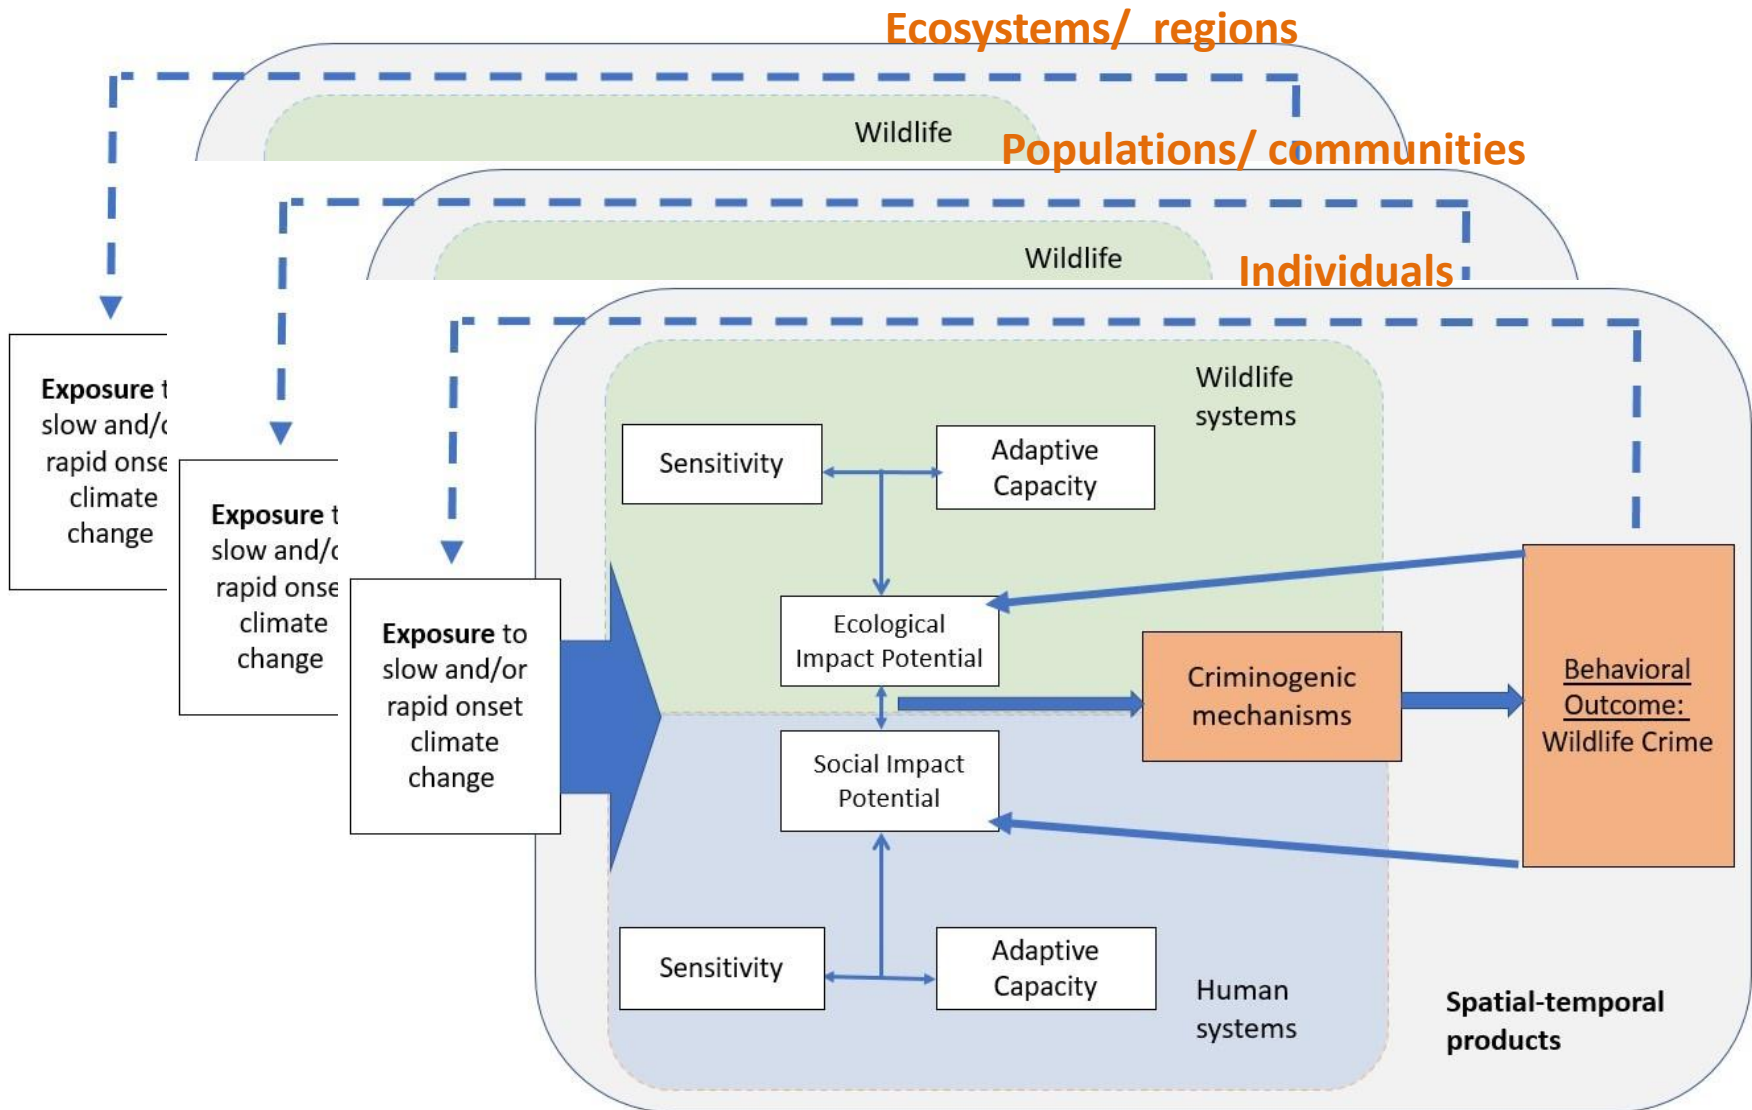 Ecosystems/ regions
Wildlife
Populations/ communities
Wildlife
Individuals
Exposure
slow and/
rapid onse
climate
change
Exposure
slow and/
rapid onse
climate
change
Exposure to
slow and/or
rapid onset
climate
change
Wildlife
systems
Sensitivity
Adaptive
Capacity
Ecological
Impact Potential
Social Impact
Potential
Criminogenic
mechanisms
Behavioral
Outcome:
Wildlife Crime
Sensitivity
Adaptive
Capacity
Human
systems
Spatial-temporal
products